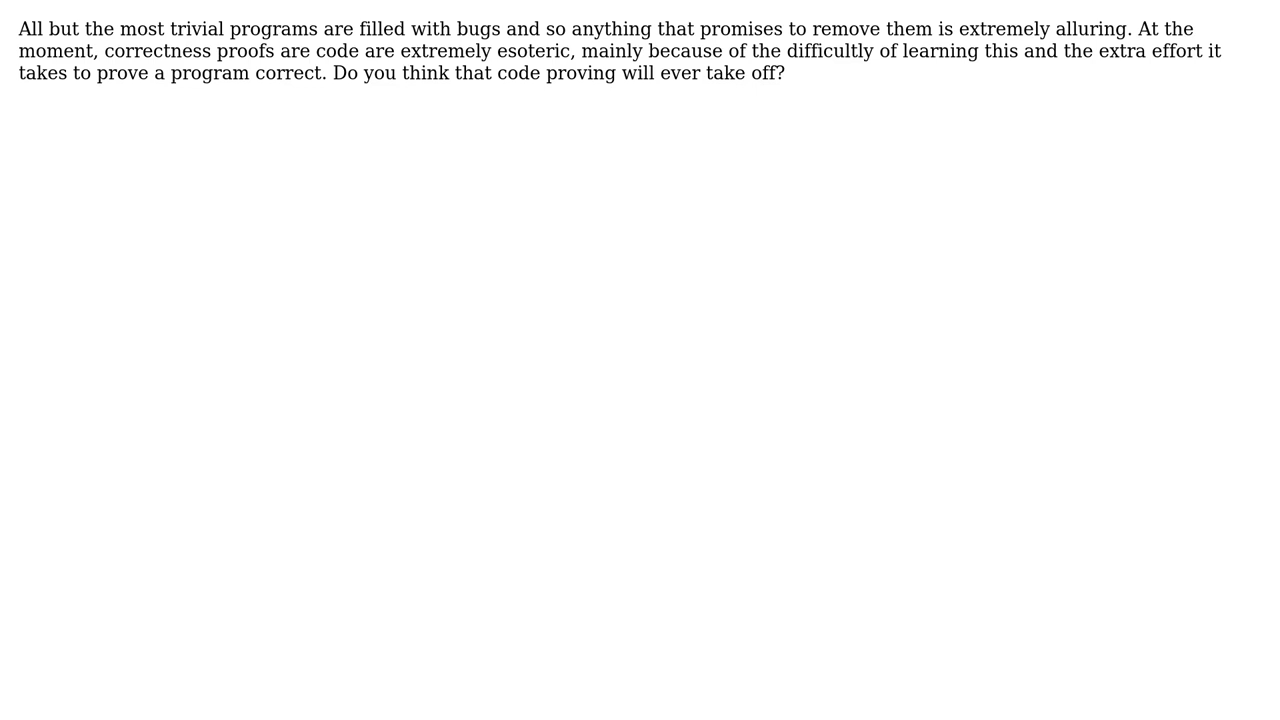 All but the most trivial programs are filled with bugs and so anything that promises to remove them is extremely alluring. At the
moment, correctness proofs are code are extremely esoteric, mainly because of the difficultly of learning this and the extra effort it
takes to prove a program correct. Do you think that code proving will ever take off?